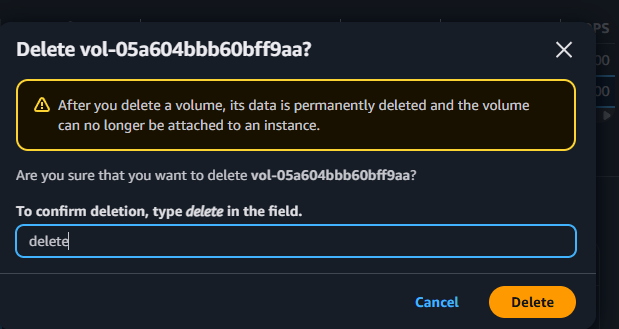 Delete vol-05a604bbb60bff9aa?
After you delete a volume, its data is permanently deleted and the volume
can no longer be attached to an instance.
Are you sure that you want to delete vol-05a604bbb60bff9aa?
To confirm deletion, type delete in the field.
delete
Cancel
Delete